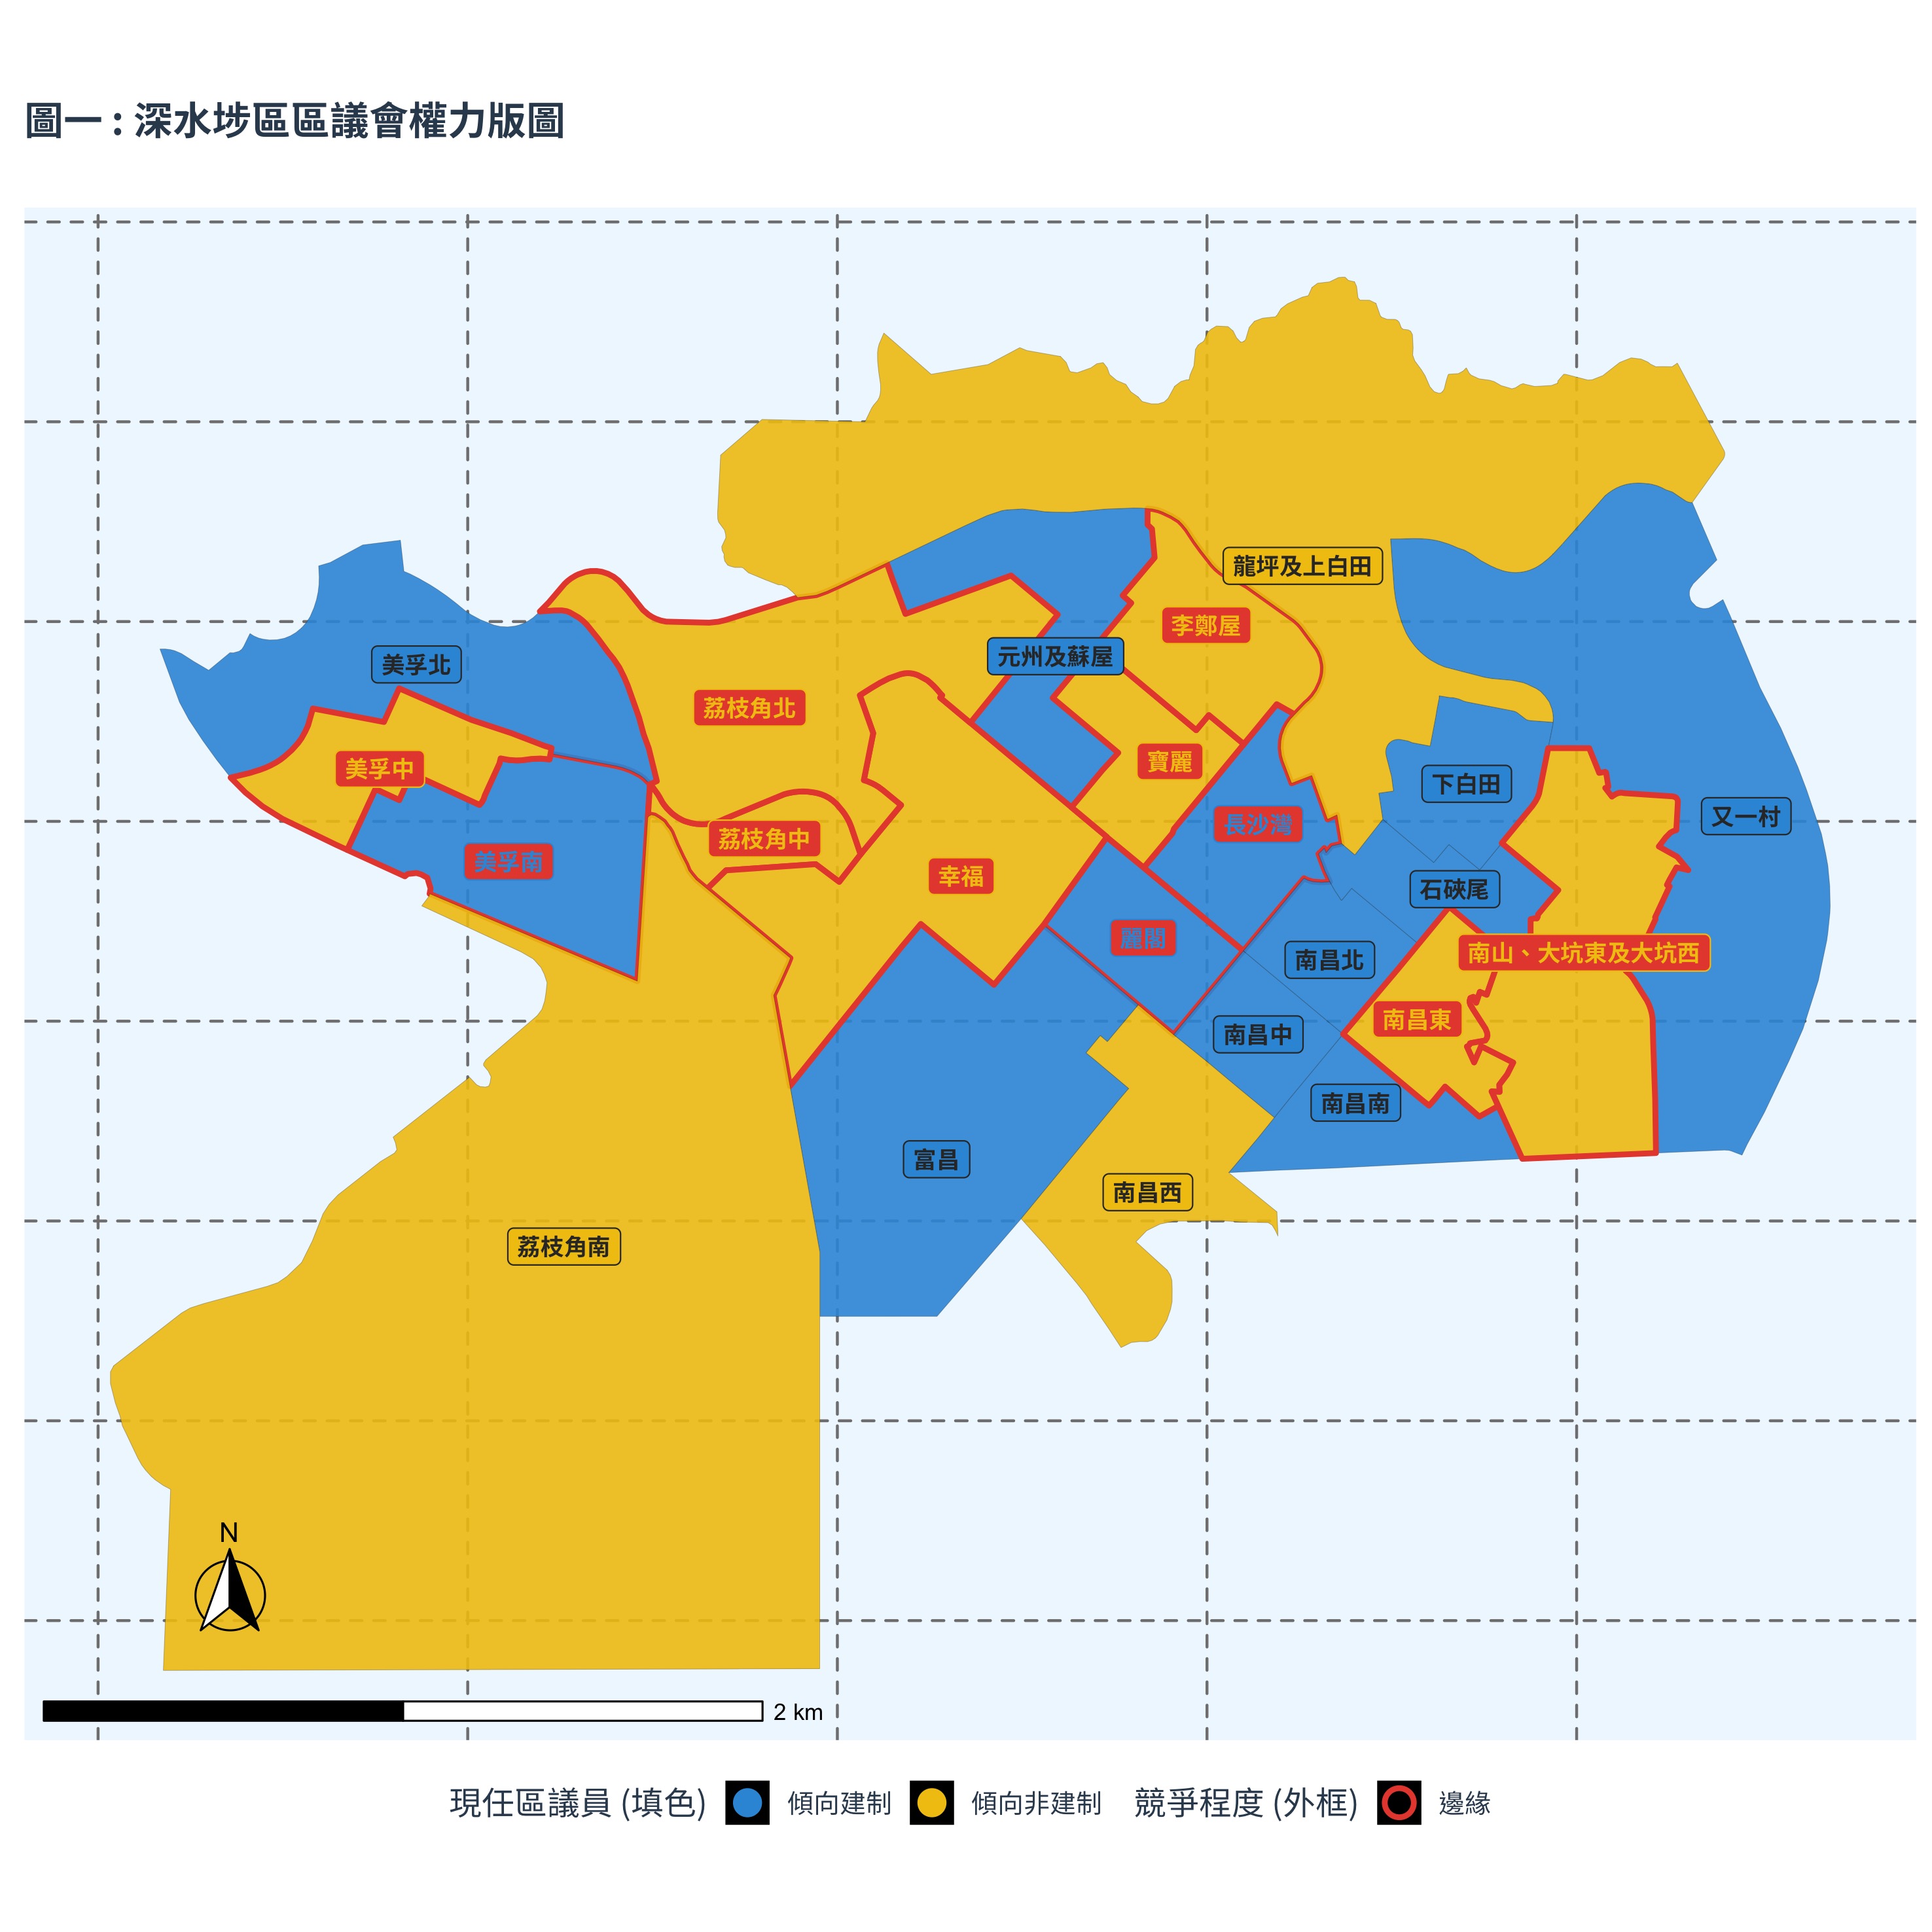 圖一 : 深水埗區區議會權力版圖
龍坪及上白田
李鄭屋
元州及蘇屋
美孚北
荔枝角北
美孚中
寶麗
下白田
又一村
長沙灣
荔枝角中
美孚南
幸福
石硤尾
麗閣
南昌北
南山、大坑東及大坑西
南昌東
南昌中
南昌南
富昌
南昌西
荔枝角南
N
2 km
現任區議員 (填色) 傾向建制 傾向非建制 競爭程度 (外框) 邊緣